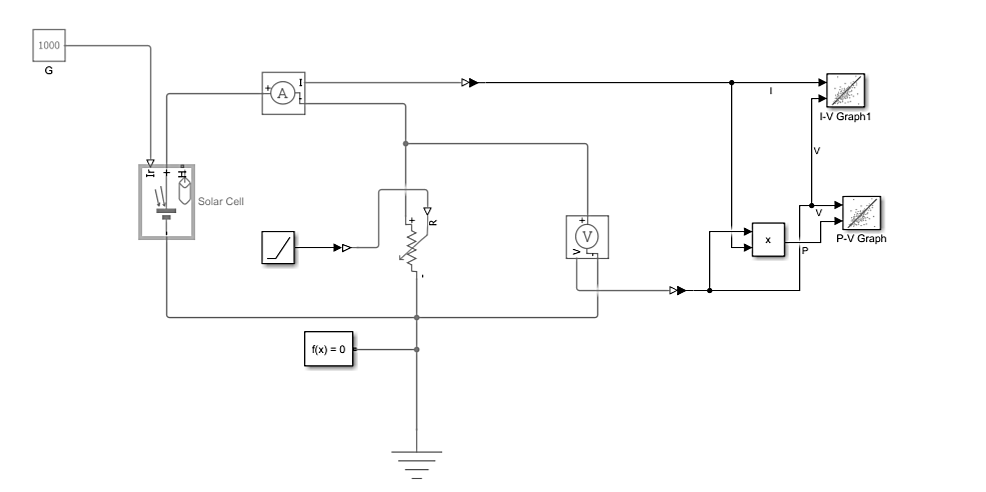 1000
G
A
+
I
-
I
I-V Graph1
V
Ir
+
H
-
Solar Cell
+
R
-
+
V
V
-
x
V
P
P-V Graph
f(x) = 0